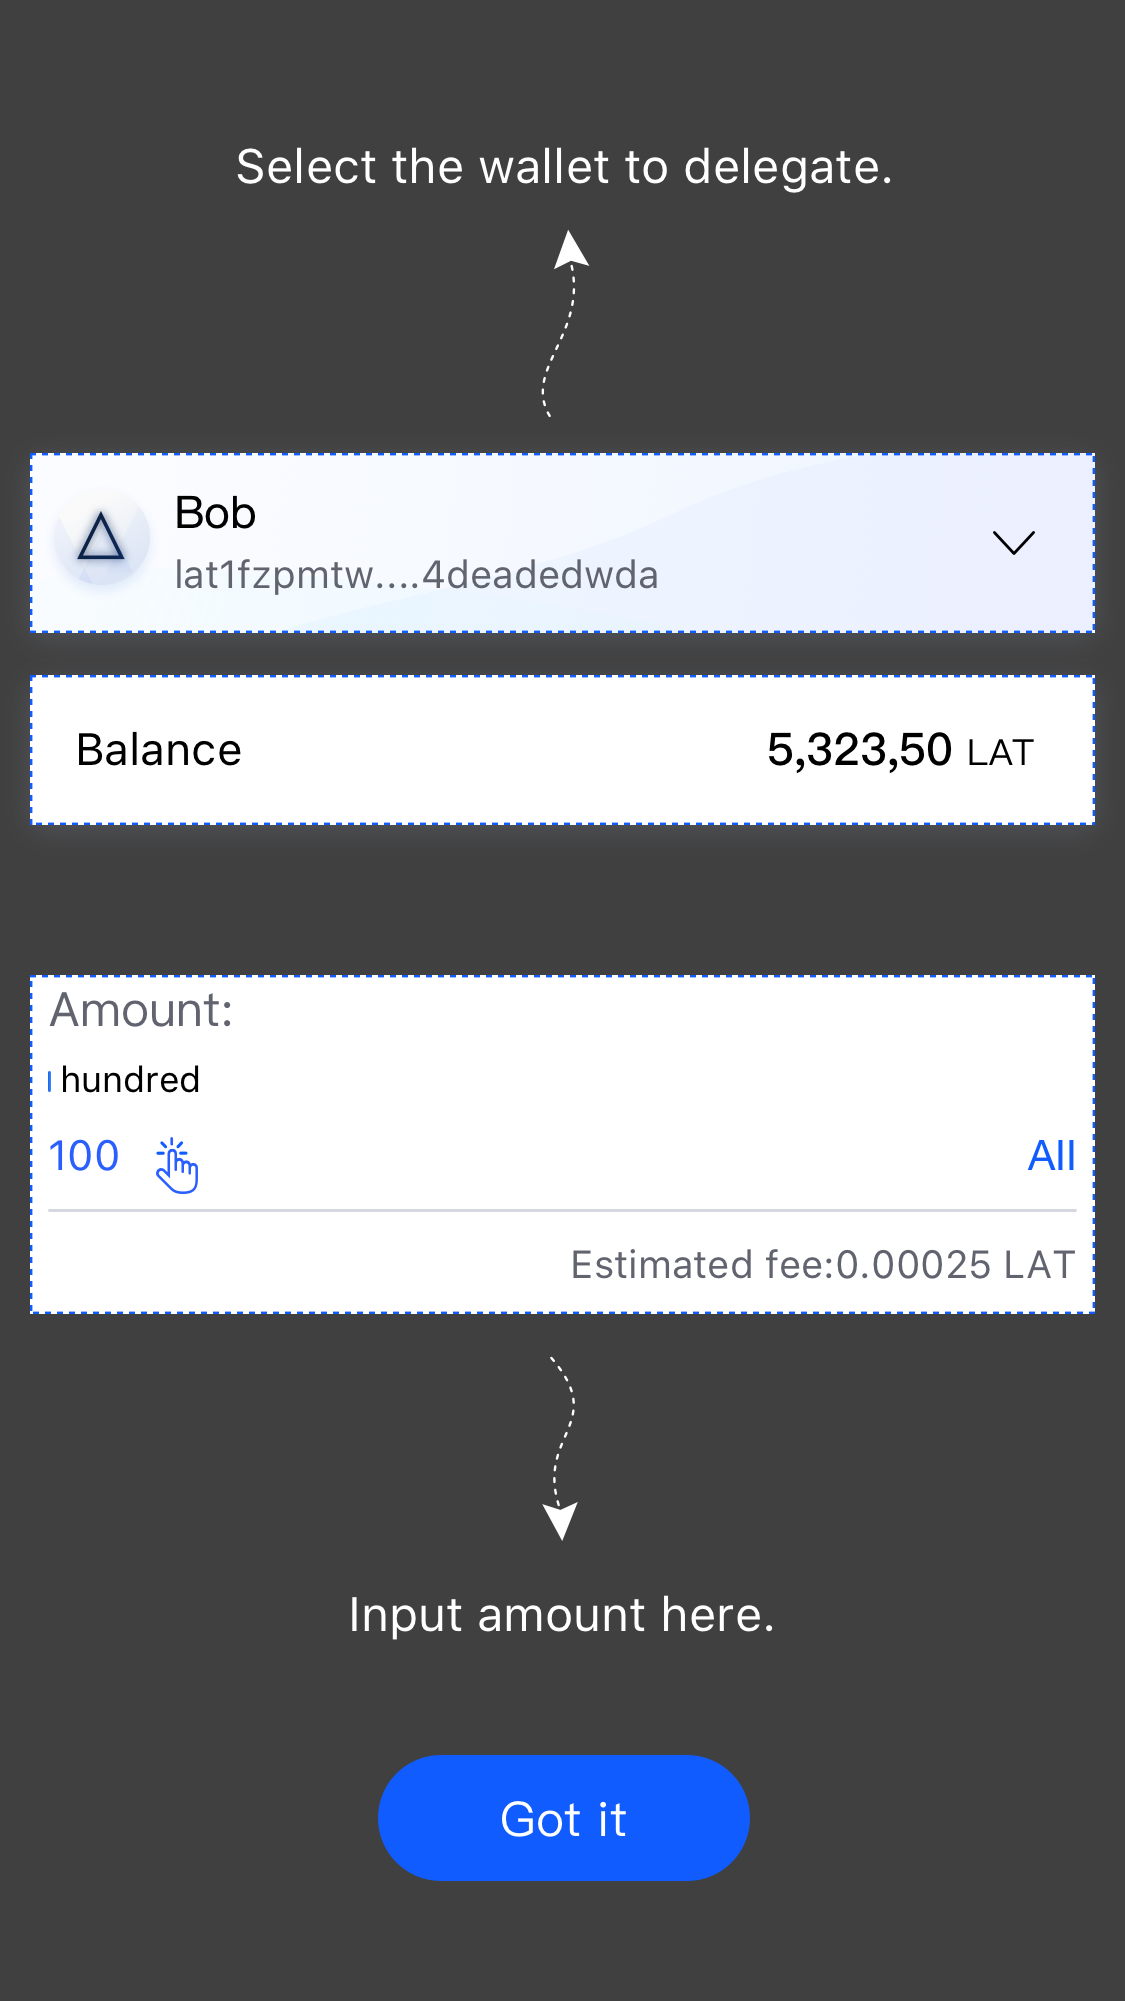 Select the wallet to delegate.
Bob
lat1fzpmtw....4deadedwda
Balance 5,323,50 LAT
Amount:
hundred
100 All
Estimated fee:0.00025 LAT
Input amount here.
Got it